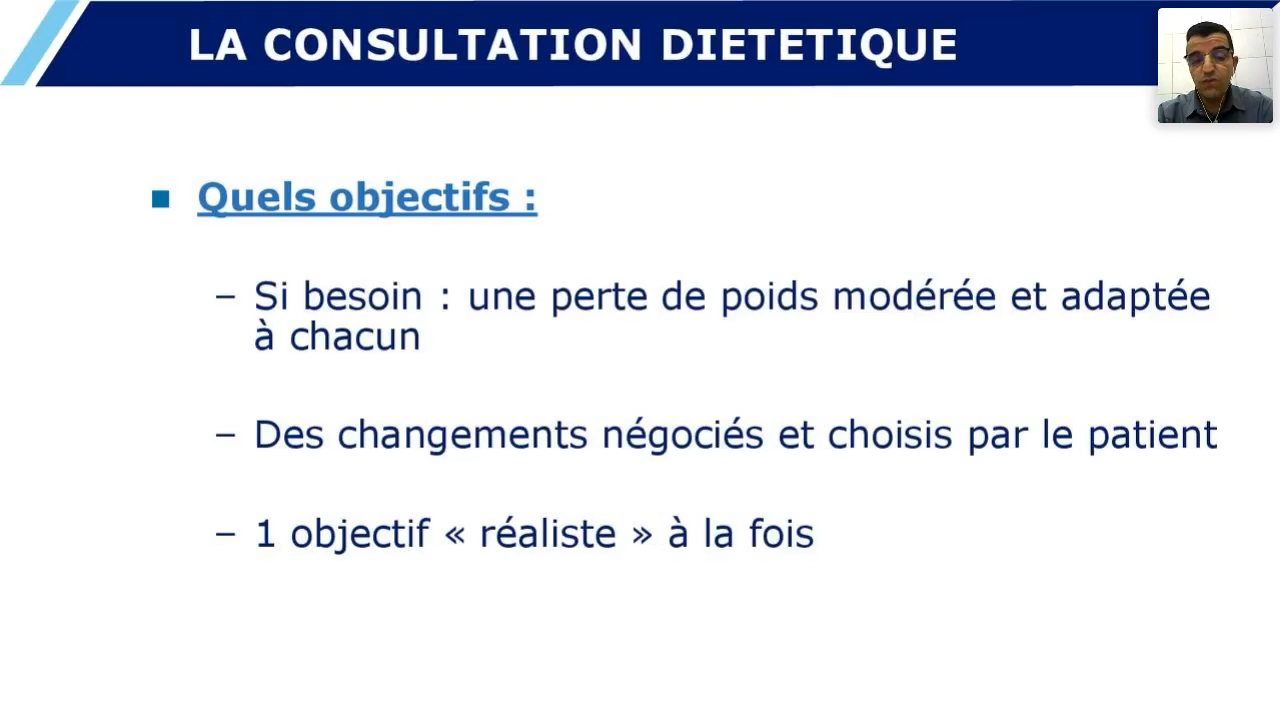 LA CONSULTATION DIETETIQUE
Quels objectifs :
– Si besoin : une perte de poids modérée et adaptée
à chacun
– Des changements négociés et choisis par le patient
– 1 objectif « réaliste » à la fois